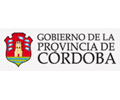 GOBIERNO DE LA
PROVINCIA DE
CÓRDOBA